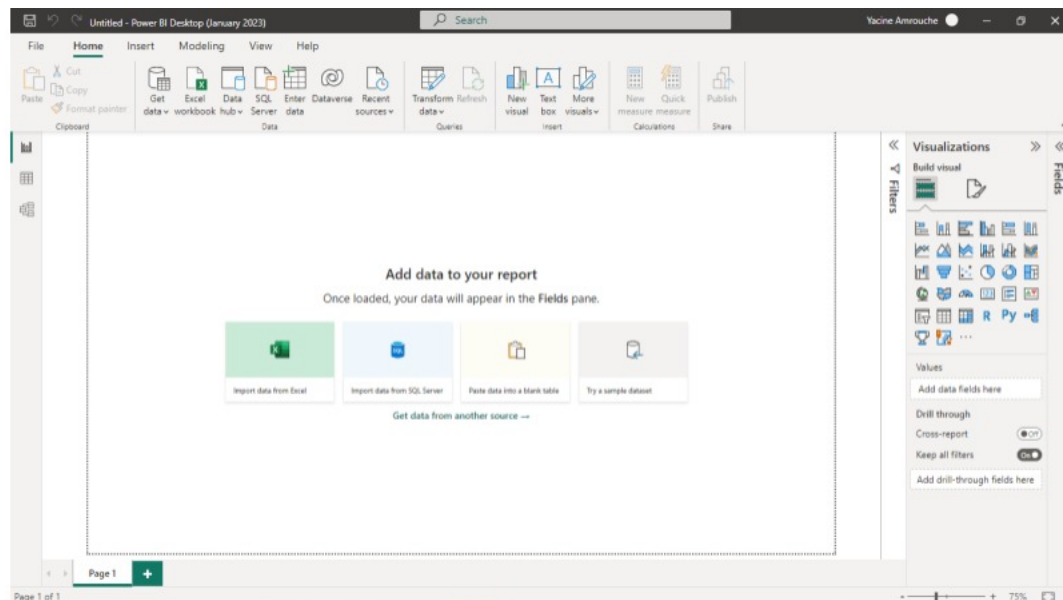 Untitled - Power BI Desktop (January 2023)
Search
Yacine Amrouche
File Home Insert Modeling View Help
Paste
Cut
Copy
Format painter
Get data
Excel workbook
Data hub
SQL Server
Enter data
Dataverse
Recent sources
Transform data
Refresh
New visual
Text box
More visuals
New measure
Quick measure
Publish
Clipboard Data Queries Insert Calculations Share
Filters
Visualizations
Fields
Build visual
Add data to your report
Once loaded, your data will appear in the Fields pane.
SQL
Import data from Excel
Import data from SQL Server
Paste data into a blank table
Try a sample dataset
Get data from another source →
123
R Py
...
Values
Add data fields here
Drill through
Cross-report Off
Keep all filters On
Add drill-through fields here
Page 1
+
Page 1 of 1
- + 75%